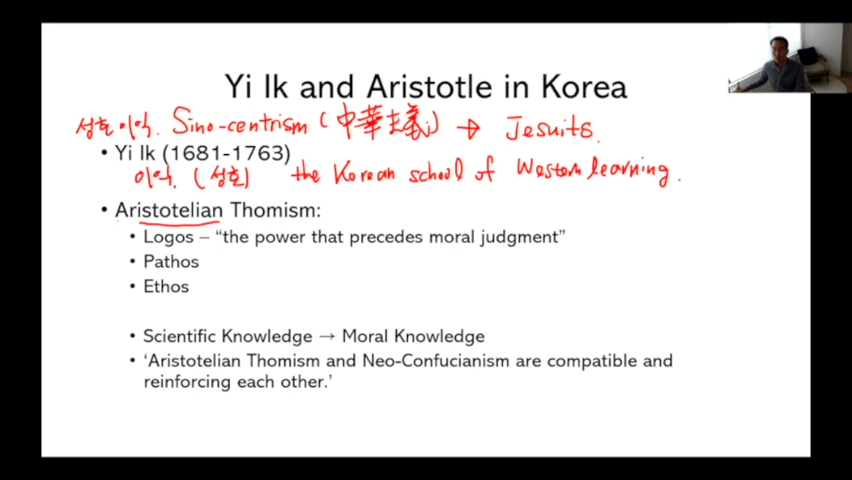 Yi Ik and Aristotle in Korea
성호 이익. Sino-centrism (中華主義) → Jesuits.
• Yi Ik (1681-1763)
이익. (성호) the Korean school of Western learning.
• Aristotelian Thomism:
• Logos – “the power that precedes moral judgment”
• Pathos
• Ethos
• Scientific Knowledge → Moral Knowledge
• ‘Aristotelian Thomism and Neo-Confucianism are compatible and
reinforcing each other.’